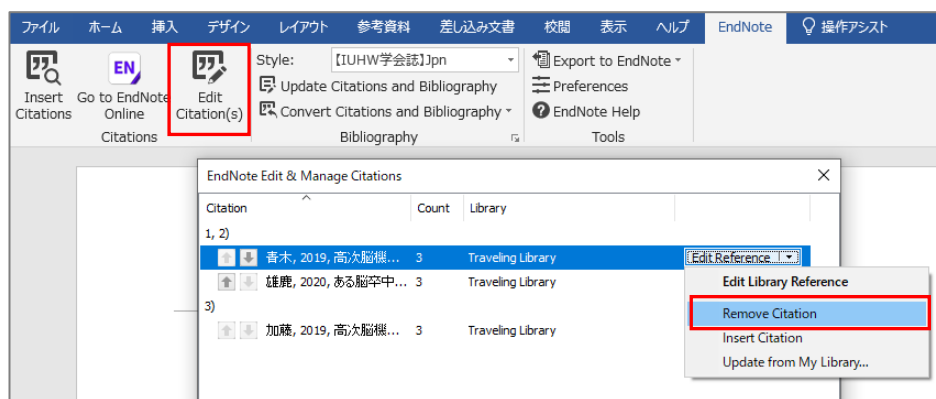 ファイル ホーム 挿入 デザイン レイアウト 参考資料 差し込み文書 校閲 表示 ヘルプ EndNote 操作アシスト
Insert Citations
EN
Go to EndNote Online
Edit Citation(s)
Citations
Style: 【IUHW学会誌】Jpn
Update Citations and Bibliography
Convert Citations and Bibliography
Bibliography
Export to EndNote
Preferences
EndNote Help
Tools
EndNote Edit & Manage Citations
Citation Count Library
1, 2)
青木, 2019, 高次脳機... 3 Traveling Library Edit Reference
雄鹿, 2020, ある脳卒中... 3 Traveling Library
3)
加藤, 2019, 高次脳機... 3 Traveling Library
Edit Library Reference
Remove Citation
Insert Citation
Update from My Library...